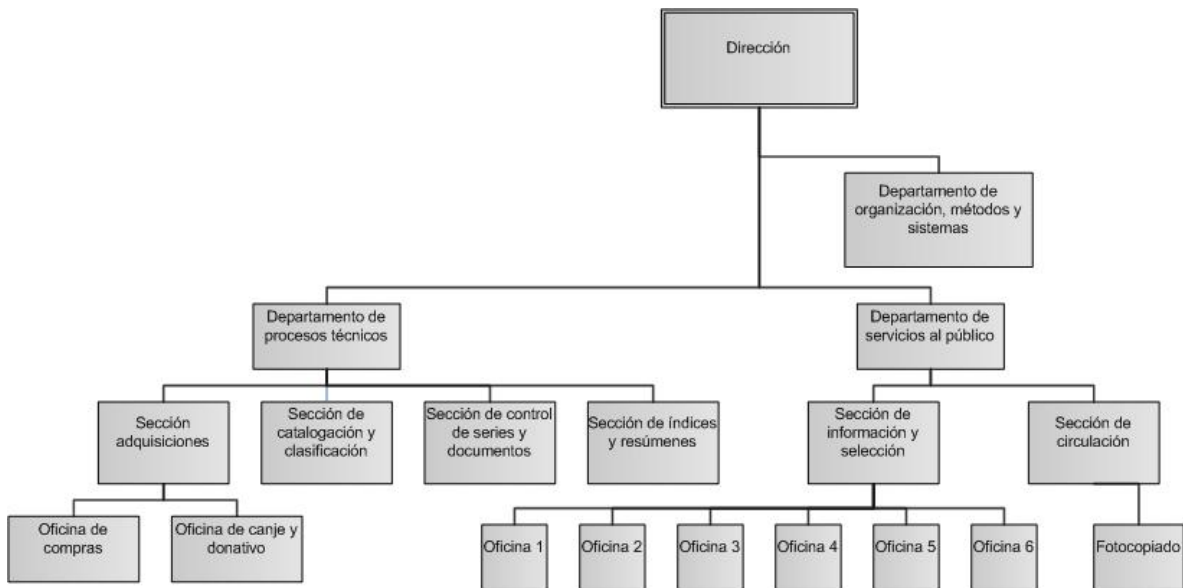 Dirección
Departamento de
organización, métodos y
sistemas
Departamento de
procesos técnicos
Departamento de
servicios al público
Sección
adquisiciones
Sección de
catalogación y
clasificación
Sección de control
de series y
documentos
Sección de índices
y resúmenes
Sección de
información y
selección
Sección de
circulación
Oficina de
compras
Oficina de canje y
donativo
Oficina 1
Oficina 2
Oficina 3
Oficina 4
Oficina 5
Oficina 6
Fotocopiado